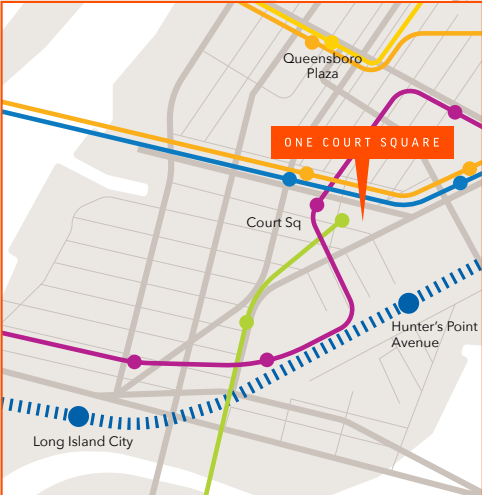 Queensboro
Plaza
ONE COURT SQUARE
Court Sq
Hunter's Point
Avenue
Long Island City